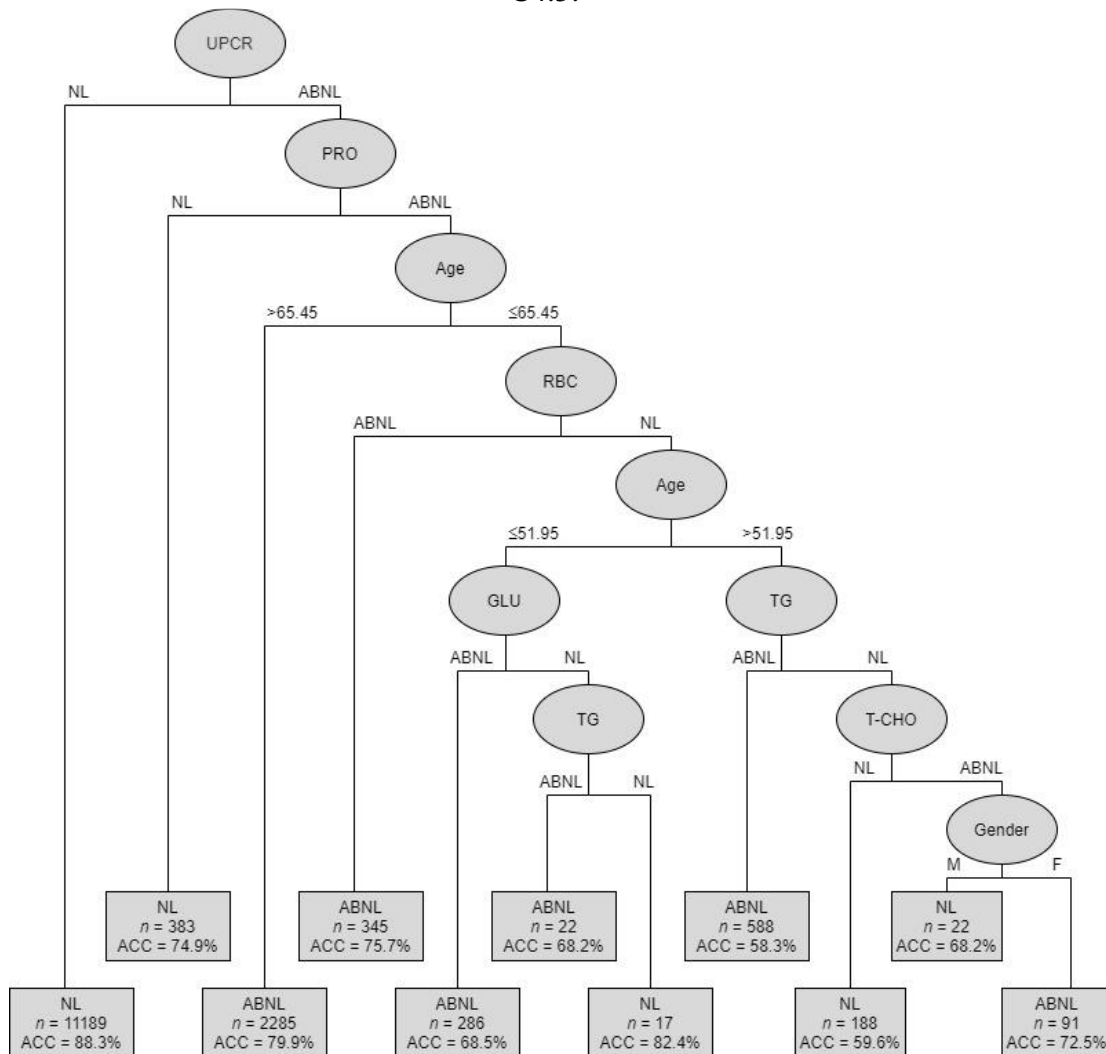 UPCR
NL ABNL
PRO
NL ABNL
Age
>65.45 ≤65.45
RBC
ABNL NL
Age
≤51.95 >51.95
GLU TG
ABNL NL ABNL NL
TG T-CHO
ABNL NL NL ABNL
Gender
M F
NL
n = 383
ACC = 74.9%
ABNL
n = 345
ACC = 75.7%
ABNL
n = 22
ACC = 68.2%
ABNL
n = 588
ACC = 58.3%
NL
n = 22
ACC = 68.2%
NL
n = 11189
ACC = 88.3%
ABNL
n = 2285
ACC = 79.9%
ABNL
n = 286
ACC = 68.5%
NL
n = 17
ACC = 82.4%
NL
n = 188
ACC = 59.6%
ABNL
n = 91
ACC = 72.5%